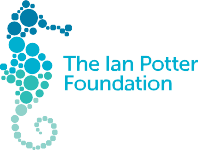 The Ian Potter
Foundation